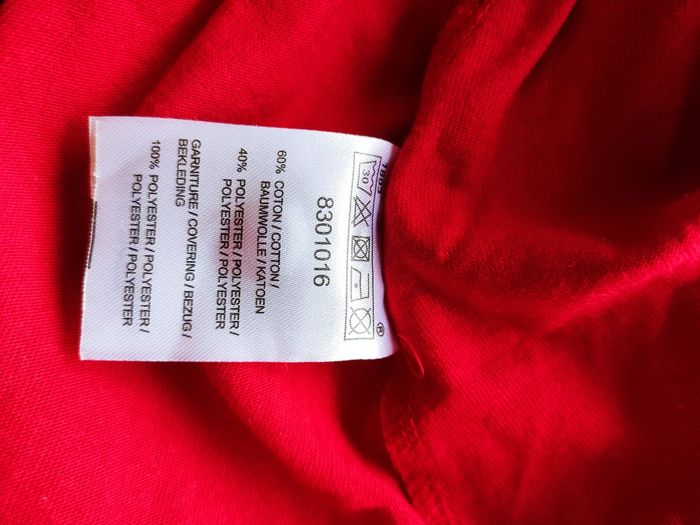 30
®
8301016
60% COTON / COTTON /
BAUMWOLLE / KATOEN
40% POLYESTER / POLYESTER /
POLYESTER / POLYESTER
GARNITURE / COVERING / BEZUG /
BEKLEDING
100% POLYESTER / POLYESTER /
POLYESTER / POLYESTER